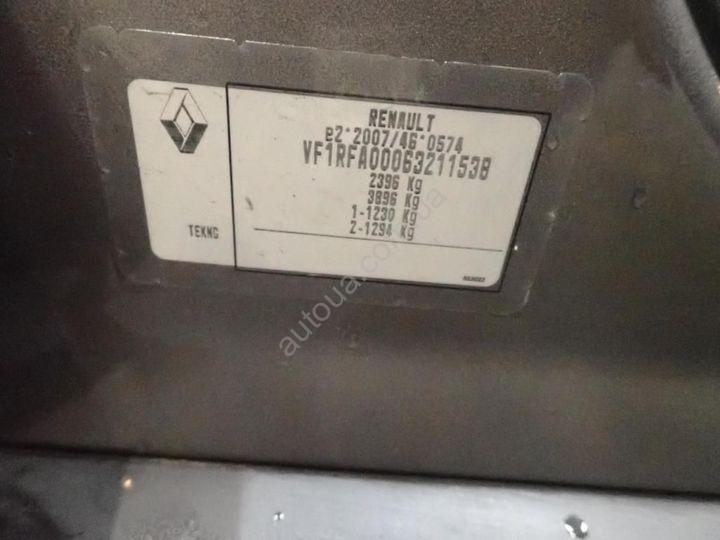 RENAULT
e2*2007/46*0574
VF1RFA00063211538
2396 Kg
3896 Kg
1-1230 Kg
2-1294 Kg
TEKNG
autoua.com.ua